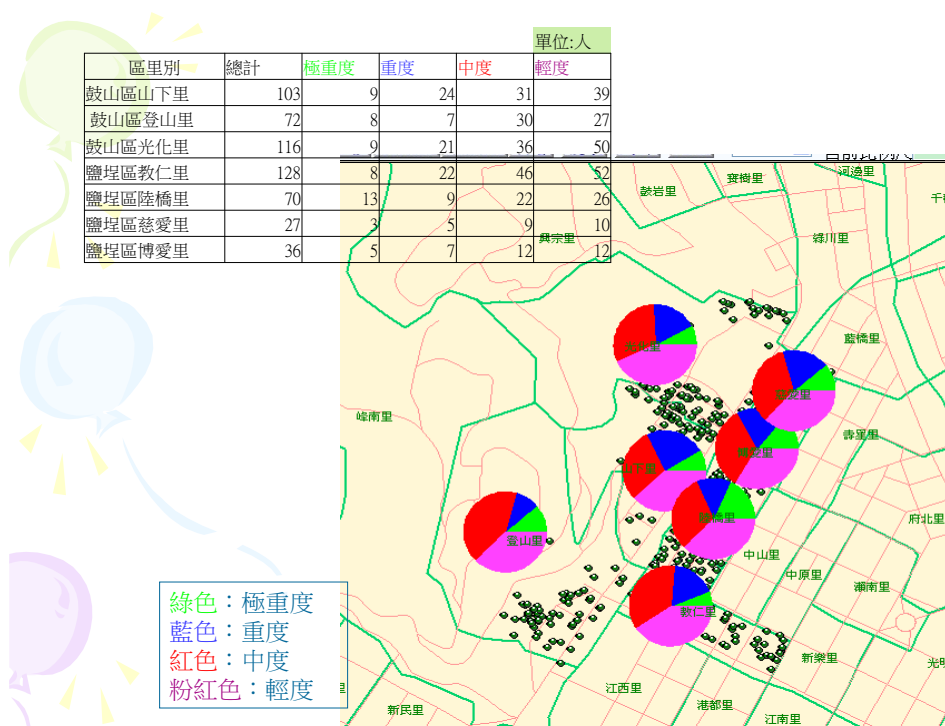 單位:人
區里別 總計 極重度 重度 中度 輕度
鼓山區山下里 103 9 24 31 39
鼓山區登山里 72 8 7 30 27
鼓山區光化里 116 9 21 36 50
鹽埕區教仁里 128 8 22 46 52
鹽埕區陸橋里 70 13 9 22 26
鹽埕區慈愛里 27 3 5 9 10
鹽埕區博愛里 36 5 7 12 12
河濱里
寶樹里
鼓岩里
興宗里
綠川里
藍橋里
峰南里
壽星里
山下里
府北里
登山里
中山里
中原里
瀨南里
教仁里
新樂里
江西里
港都里
新民里
江南里
綠色：極重度
藍色：重度
紅色：中度
粉紅色：輕度